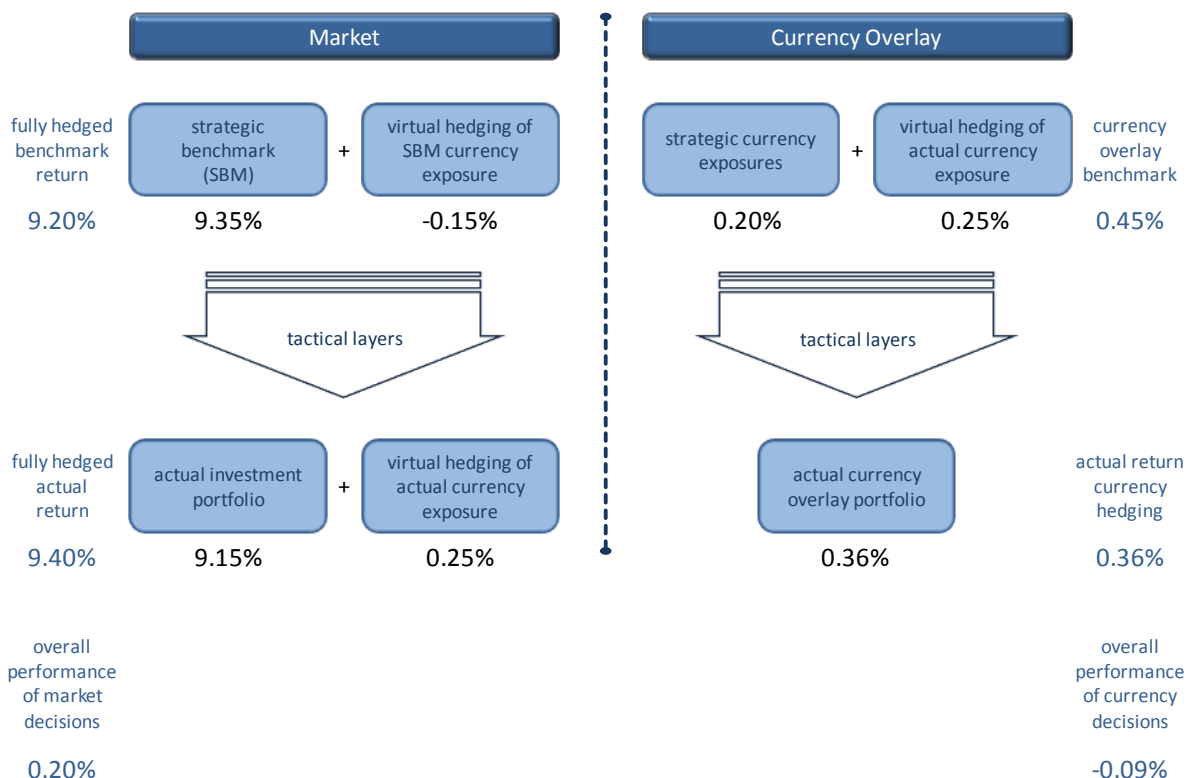 Market
Currency Overlay
fully hedged
benchmark
return
9.20%
strategic
benchmark
(SBM)
9.35%
+
virtual hedging of
SBM currency
exposure
-0.15%
strategic currency
exposures
0.20%
+
virtual hedging of
actual currency
exposure
0.25%
currency
overlay
benchmark
0.45%
tactical layers
tactical layers
fully hedged
actual
return
9.40%
actual investment
portfolio
9.15%
+
virtual hedging of
actual currency
exposure
0.25%
actual currency
overlay portfolio
0.36%
actual return
currency
hedging
0.36%
overall
performance
of market
decisions
0.20%
overall
performance
of currency
decisions
-0.09%